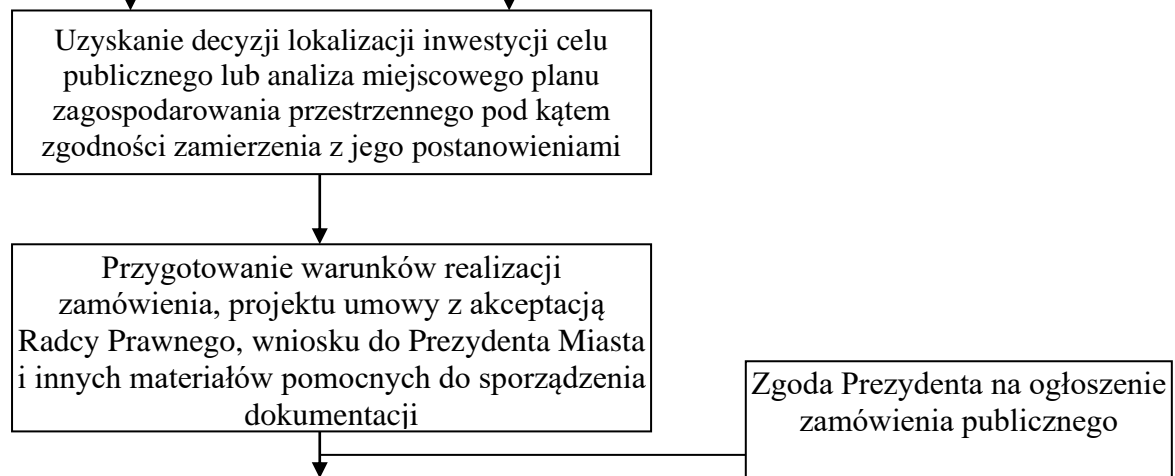 Uzyskanie decyzji lokalizacji inwestycji celu
publicznego lub analiza miejscowego planu
zagospodarowania przestrzennego pod kątem
zgodności zamierzenia z jego postanowieniami
Przygotowanie warunków realizacji
zamówienia, projektu umowy z akceptacją
Radcy Prawnego, wniosku do Prezydenta Miasta
i innych materiałów pomocnych do sporządzenia
dokumentacji
Zgoda Prezydenta na ogłoszenie
zamówienia publicznego